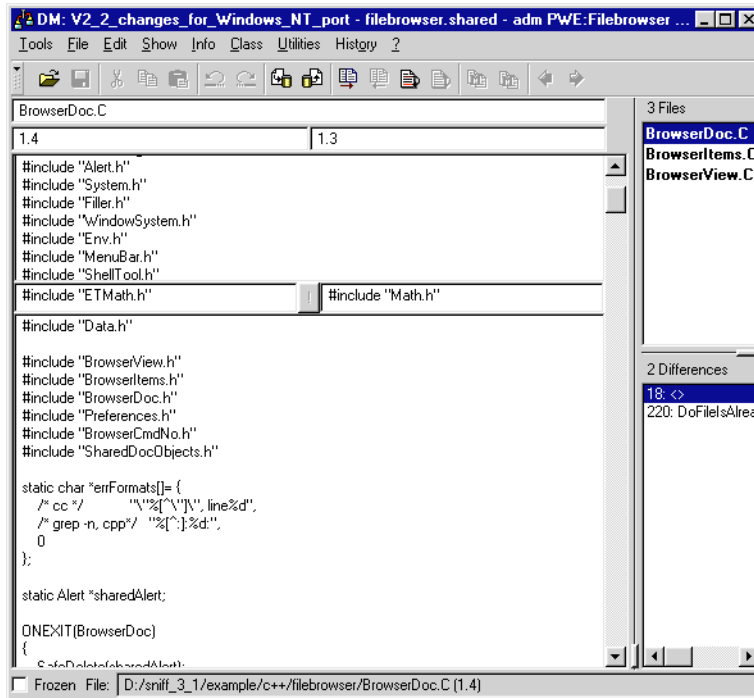 DM: V2_2_changes_for_Windows_NT_port - filebrowser.shared - adm PWE:Filebrowser ...
Tools File Edit Show Info Class Utilities History ?
BrowserDoc.C
1.4
1.3
#include "Alert.h"
#include "System.h"
#include "Filler.h"
#include "WindowSystem.h"
#include "Env.h"
#include "MenuBar.h"
#include "ShellTool.h"
#include "ETMath.h"
!
#include "Math.h"
#include "Data.h"
#include "BrowserView.h"
#include "BrowserItems.h"
#include "BrowserDoc.h"
#include "Preferences.h"
#include "BrowserCmdNo.h"
#include "SharedDocObjects.h"
static char *errFormats[]= {
/* cc */ "\"%[^\"]\", line%d",
/* grep -n, cpp*/ "%[^:]:%d:",
0
};
static Alert *sharedAlert;
ONEXIT(BrowserDoc)
{
SafeDelete(sharedAlert);
3 Files
BrowserDoc.C
BrowserItems.C
BrowserView.C
2 Differences
18: <>
220: DoFileIsAlrea
Frozen File: D:/sniff_3_1/example/c++/filebrowser/BrowserDoc.C (1.4)